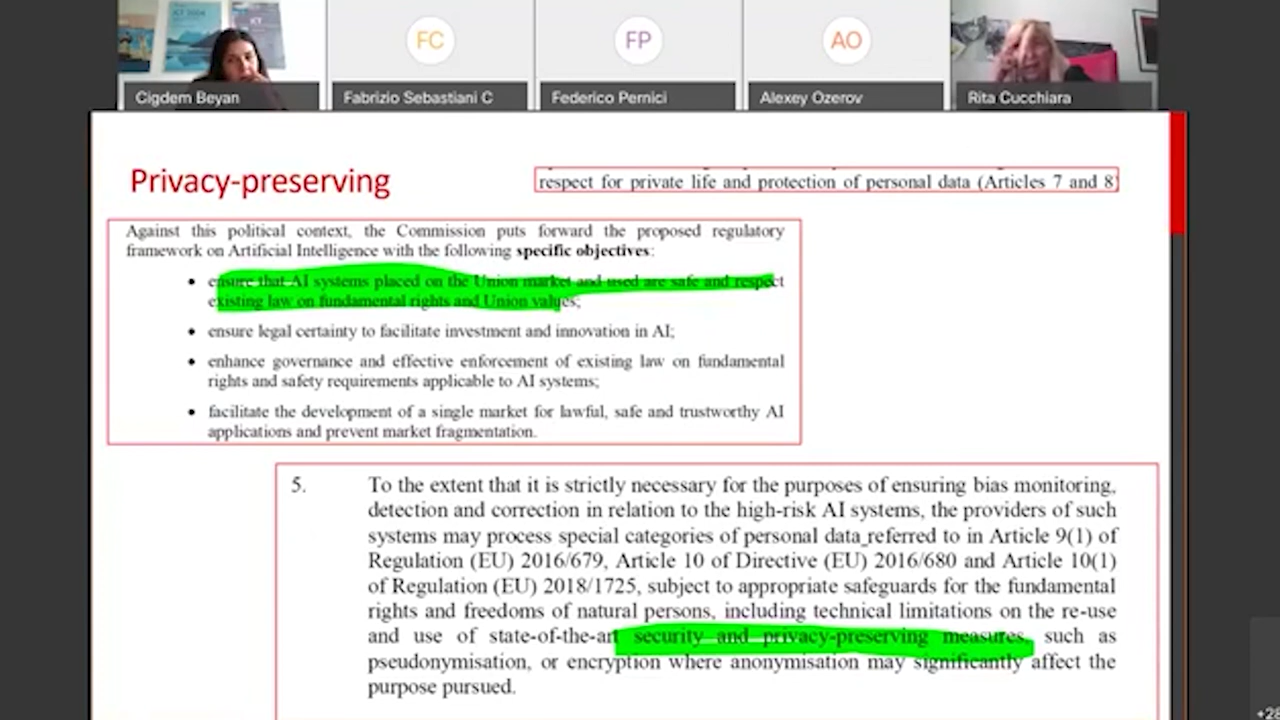 FC
FP
AO
Cigdem Beyan
Fabrizio Sebastiani C
Federico Pernici
Alexey Ozerov
Rita Cucchiara
Privacy-preserving
respect for private life and protection of personal data (Articles 7 and 8)
Against this political context, the Commission puts forward the proposed regulatory
framework on Artificial Intelligence with the following specific objectives:
• ensure that AI systems placed on the Union market and used are safe and respect
existing law on fundamental rights and Union values;
• ensure legal certainty to facilitate investment and innovation in AI;
• enhance governance and effective enforcement of existing law on fundamental
rights and safety requirements applicable to AI systems;
• facilitate the development of a single market for lawful, safe and trustworthy AI
applications and prevent market fragmentation.
5. To the extent that it is strictly necessary for the purposes of ensuring bias monitoring,
detection and correction in relation to the high-risk AI systems, the providers of such
systems may process special categories of personal data referred to in Article 9(1) of
Regulation (EU) 2016/679, Article 10 of Directive (EU) 2016/680 and Article 10(1)
of Regulation (EU) 2018/1725, subject to appropriate safeguards for the fundamental
rights and freedoms of natural persons, including technical limitations on the re-use
and use of state-of-the-art security and privacy-preserving measures, such as
pseudonymisation, or encryption where anonymisation may significantly affect the
purpose pursued.